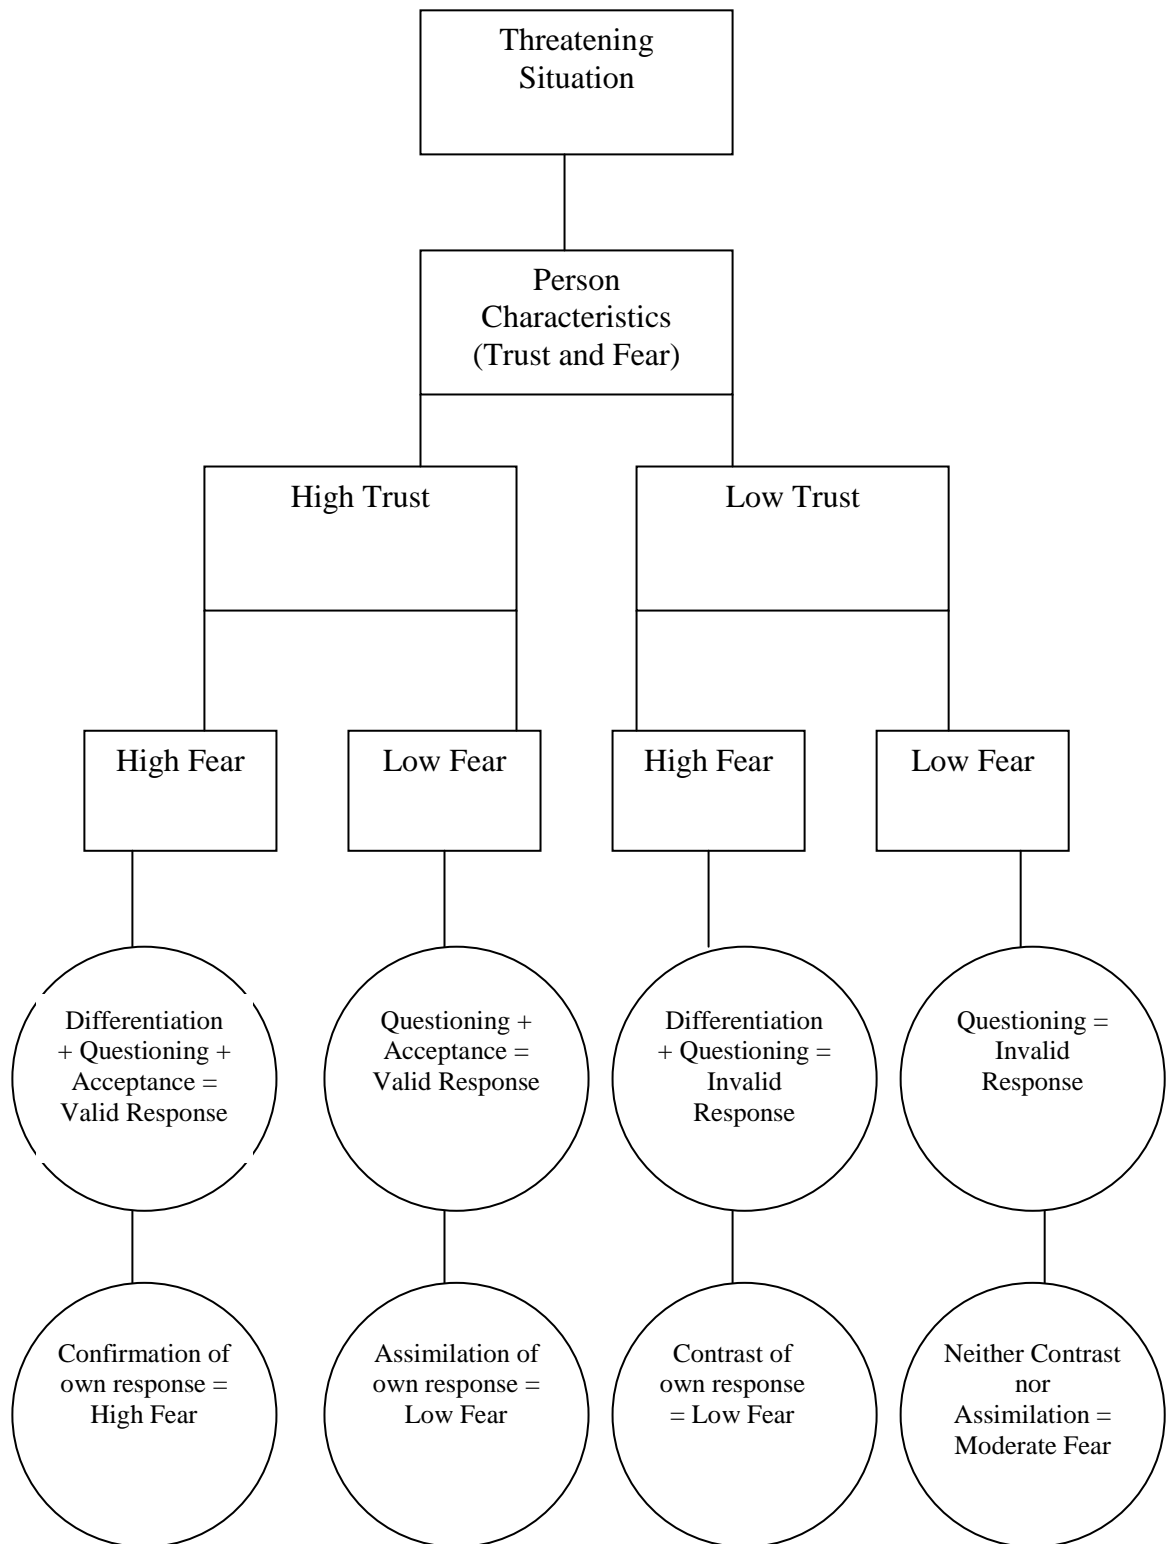 Threatening
Situation
Person
Characteristics
(Trust and Fear)
High Trust
Low Trust
High Fear
Low Fear
High Fear
Low Fear
Differentiation
+ Questioning +
Acceptance =
Valid Response
Questioning +
Acceptance =
Valid Response
Differentiation
+ Questioning =
Invalid
Response
Questioning =
Invalid
Response
Confirmation of
own response =
High Fear
Assimilation of
own response =
Low Fear
Contrast of
own response
= Low Fear
Neither Contrast
nor
Assimilation =
Moderate Fear